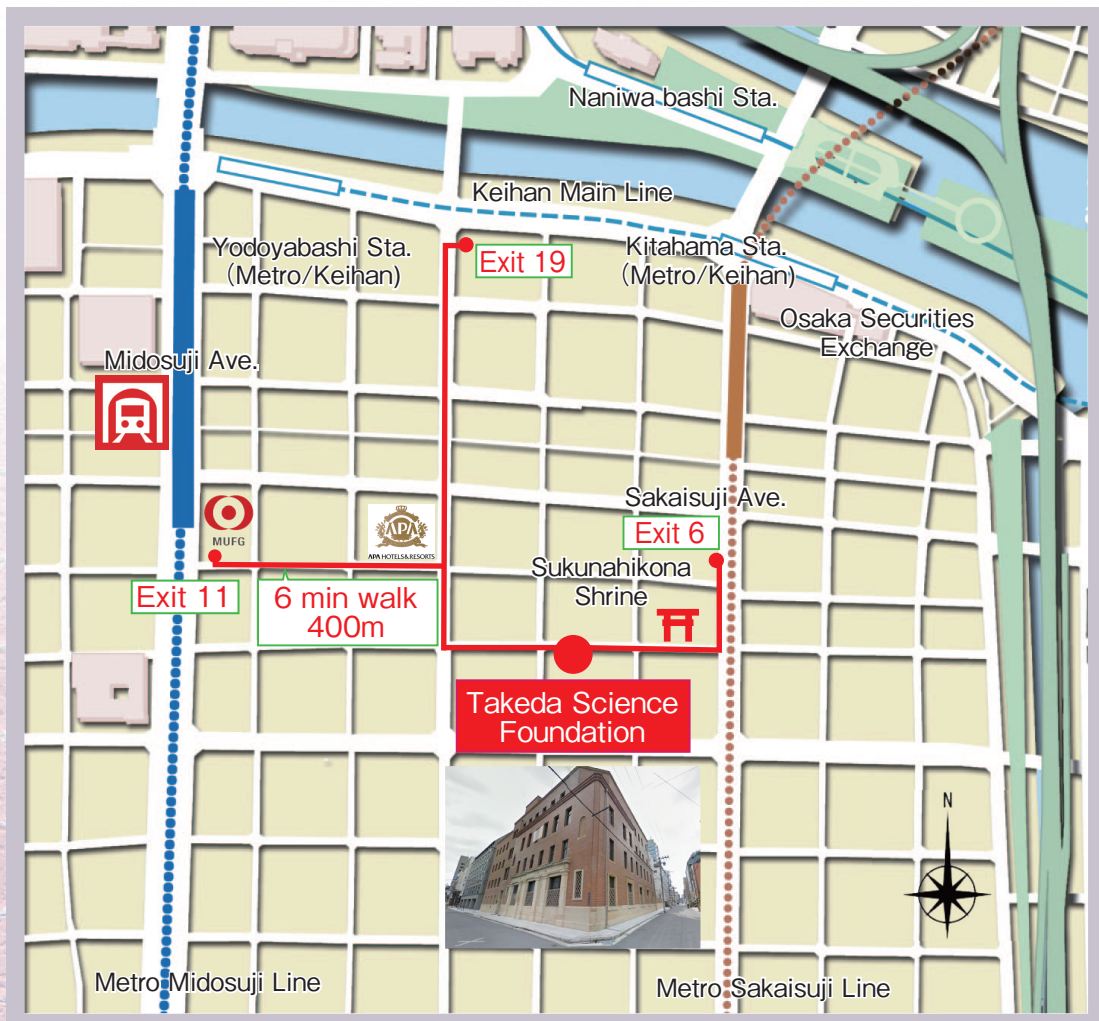 Naniwa bashi Sta.
Keihan Main Line
Yodoyabashi Sta.
(Metro/Keihan)
Exit 19
Kitahama Sta.
(Metro/Keihan)
Osaka Securities
Exchange
Midosuji Ave.
MUFG
APA
APA HOTELS&RESORTS
Sakaisuji Ave.
Exit 6
Sukunahikona
Shrine
Exit 11
6 min walk
400m
Takeda Science
Foundation
N
Metro Midosuji Line
Metro Sakaisuji Line